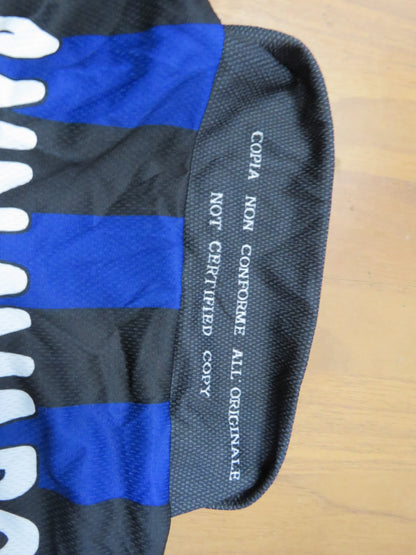 COPIA NON CONFORME ALL'ORIGINALE
NOT CERTIFIED COPY